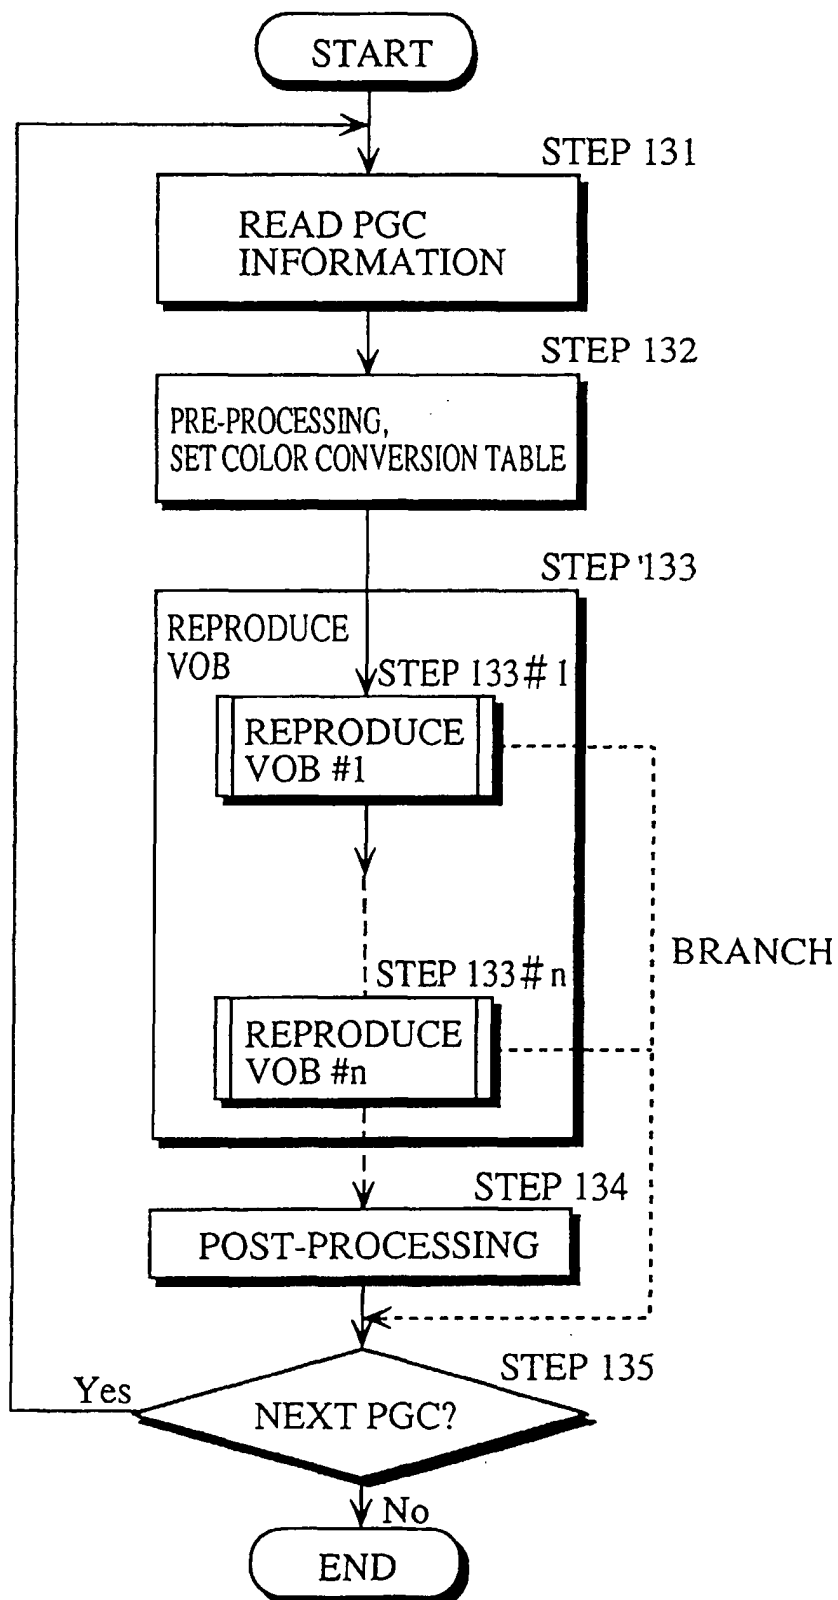 START
STEP 131
READ PGC
INFORMATION
STEP 132
PRE-PROCESSING,
SET COLOR CONVERSION TABLE
STEP 133
REPRODUCE
VOB
STEP 133#1
REPRODUCE
VOB #1
BRANCH
STEP 133#n
REPRODUCE
VOB #n
STEP 134
POST-PROCESSING
STEP 135
Yes
NEXT PGC?
No
END